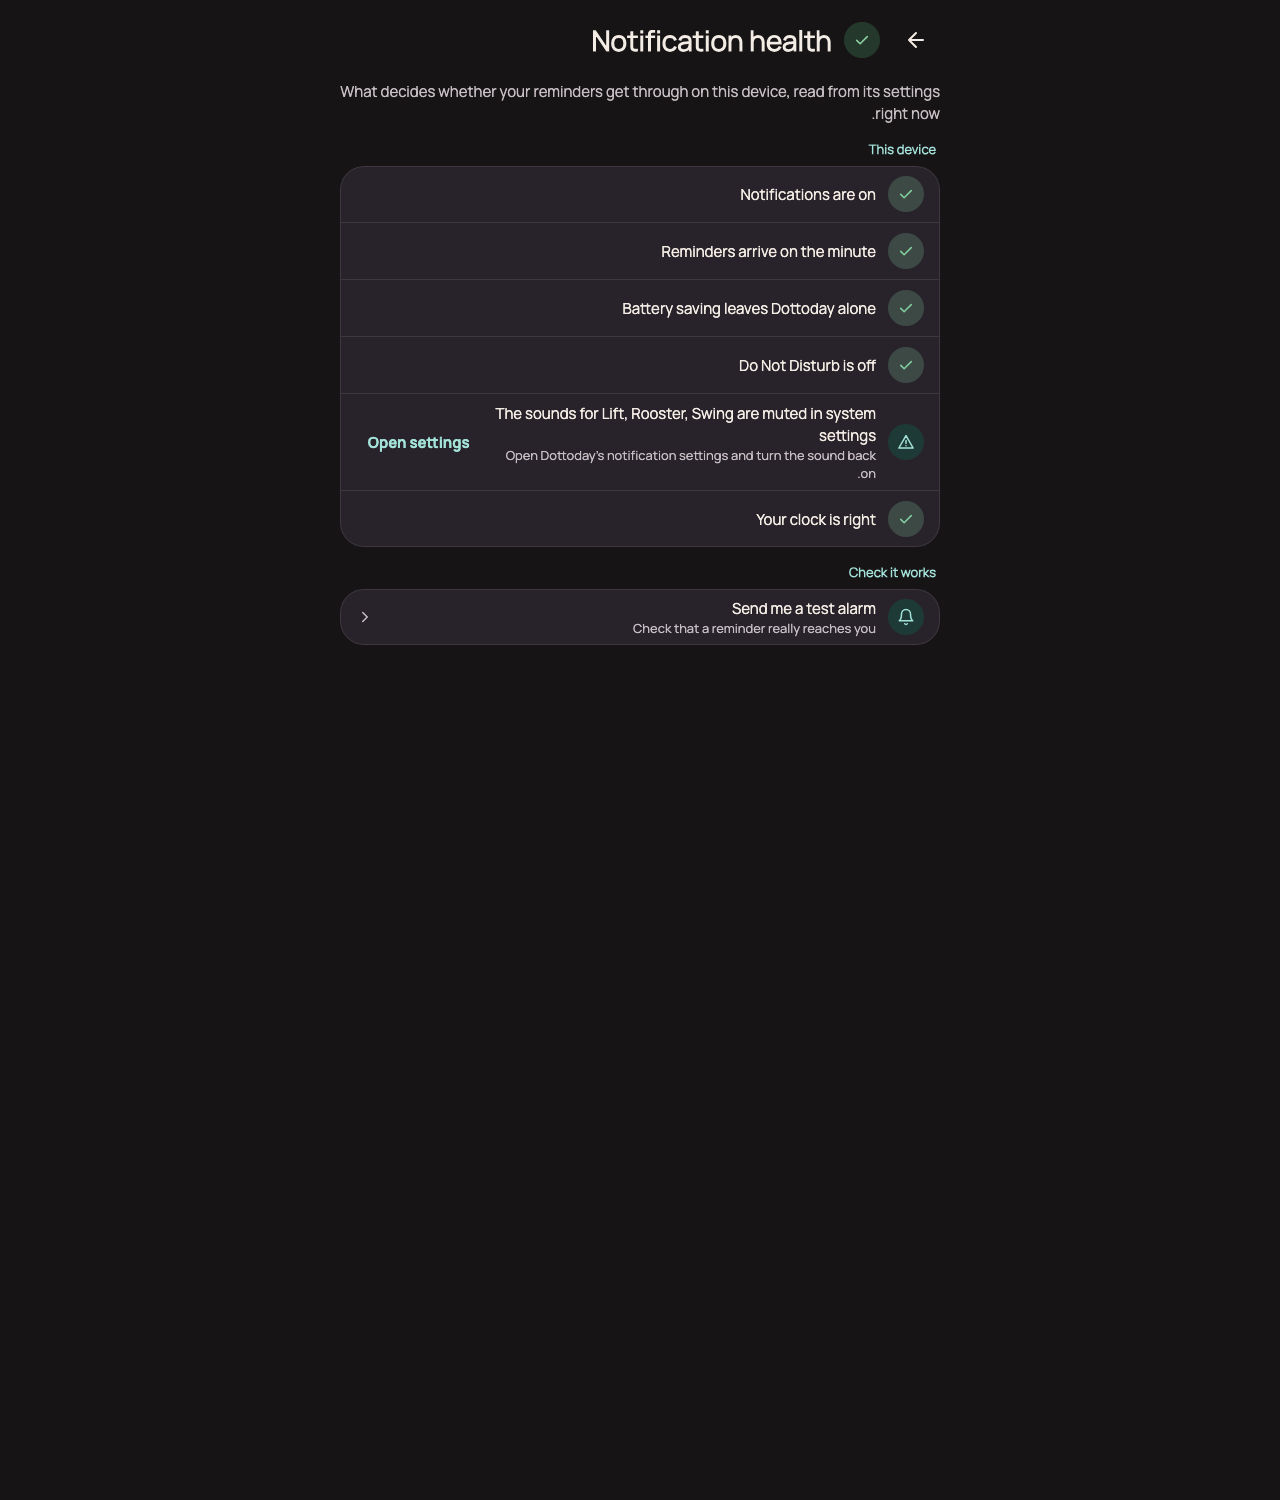 Notification health
What decides whether your reminders get through on this device, read from its settings
.right now
This device
Notifications are on
Reminders arrive on the minute
Battery saving leaves Dottoday alone
Do Not Disturb is off
The sounds for Lift, Rooster, Swing are muted in system
settings
Open Dottoday's notification settings and turn the sound back
.on
Open settings
Your clock is right
Check it works
Send me a test alarm
Check that a reminder really reaches you